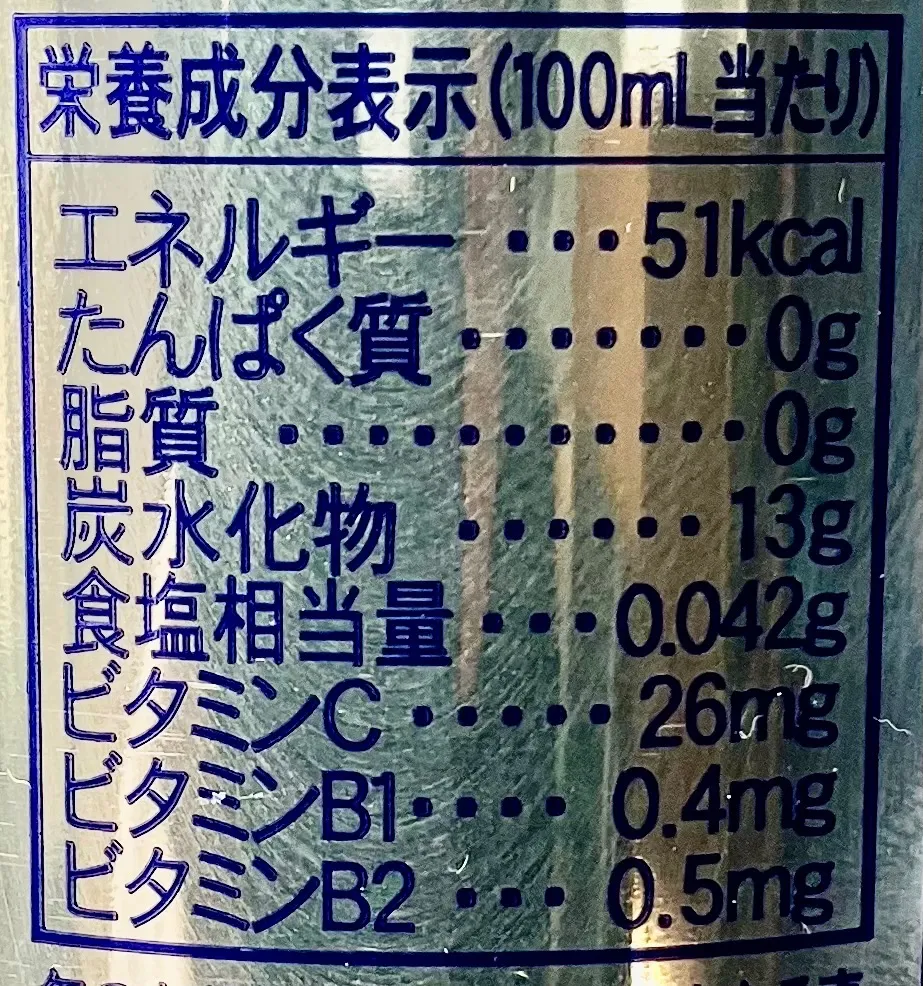 栄養成分表示(100mL当たり)
エネルギー ･･･51kcal
たんぱく質 ･･･････0g
脂質 ･･･････････0g
炭水化物 ･･････13g
食塩相当量 ･･･0.042g
ビタミンC ･････26mg
ビタミンB1････0.4mg
ビタミンB2 ･･･0.5mg